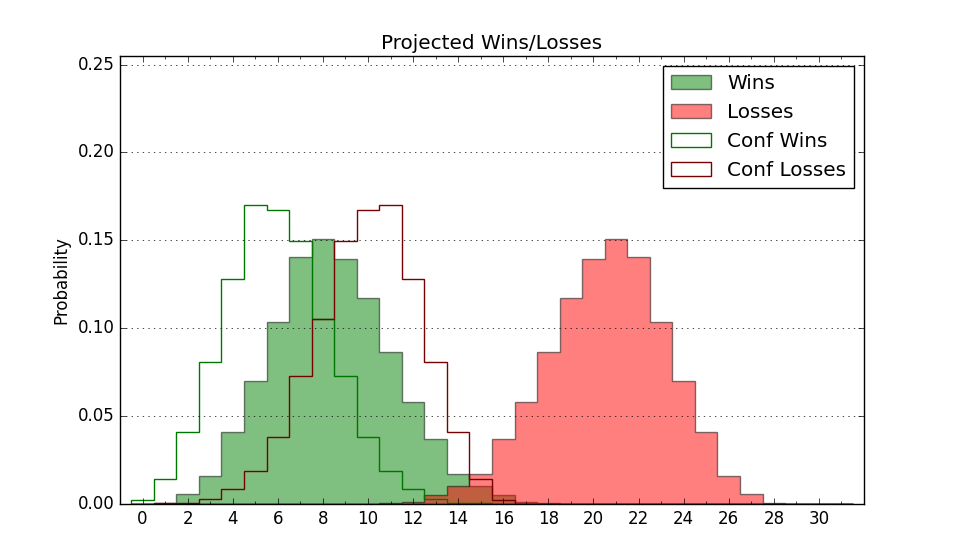 Projected Wins/Losses
0.25
0.20
0.15
0.10
0.05
0.00
Probability
Wins
Losses
Conf Wins
Conf Losses
0 2 4 6 8 10 12 14 16 18 20 22 24 26 28 30